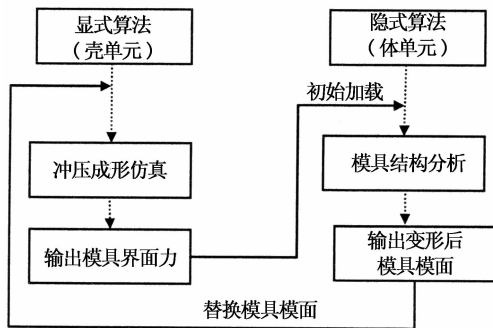 显式算法
（壳单元）
隐式算法
（体单元）
初始加载
冲压成形仿真
模具结构分析
输出模具界面力
输出变形后
模具模面
替换模具模面